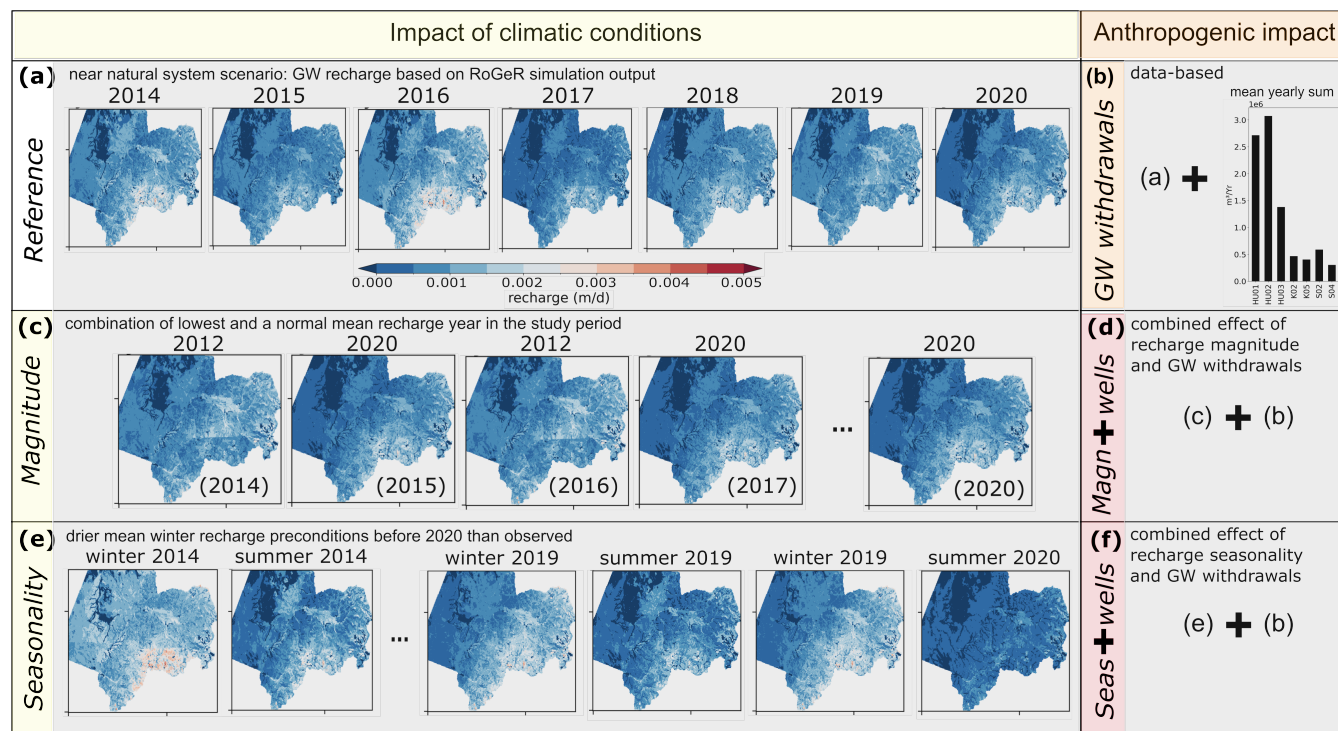 Impact of climatic conditions
Anthropogenic impact
(a) near natural system scenario: GW recharge based on RoGeR simulation output
2014 2015 2016 2017 2018 2019 2020
Reference
0.000 0.001 0.002 0.003 0.004 0.005
recharge (m/d)
(b) data-based
GW withdrawals
(a) +
mean yearly sum
1e6
3.0
2.5
2.0
1.5
1.0
0.5
0.0
m³/Yr
HU01 HU02 HU03 K02 K05 S02 S04
(c) combination of lowest and a normal mean recharge year in the study period
2012 2020 2012 2020 2020
Magnitude
...
(2014) (2015) (2016) (2017) (2020)
(d) combined effect of
recharge magnitude
and GW withdrawals
Magn + wells
(c) + (b)
(e) drier mean winter recharge preconditions before 2020 than observed
winter 2014 summer 2014 winter 2019 summer 2019 winter 2019 summer 2020
Seasonality
...
(f) combined effect of
recharge seasonality
and GW withdrawals
Seas + wells
(e) + (b)